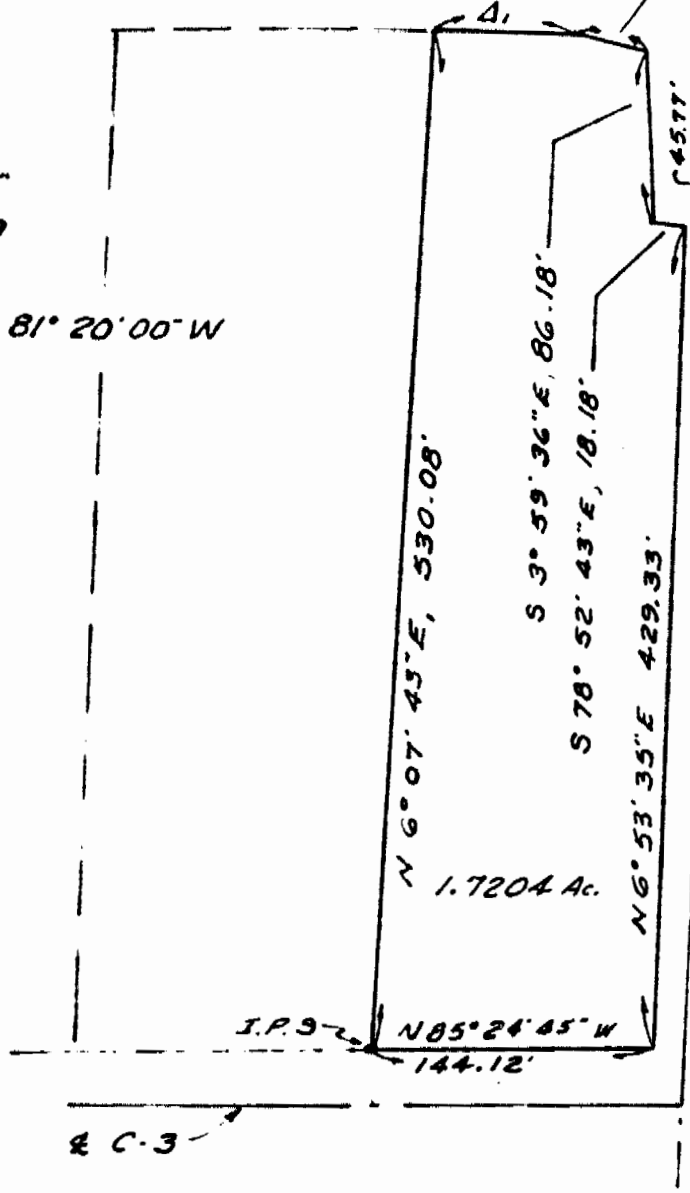 Δ,
45.77'
81° 20' 00" W
S 3° 59' 36" E, 86.18'
S 78° 52' 43" E, 18.18'
N 6° 07' 45" E, 530.08'
N 6° 53' 35" E 429.33'
1.7204 Ac.
I.P. 9
N 85° 24' 45" W
144.12'
℄ C-3